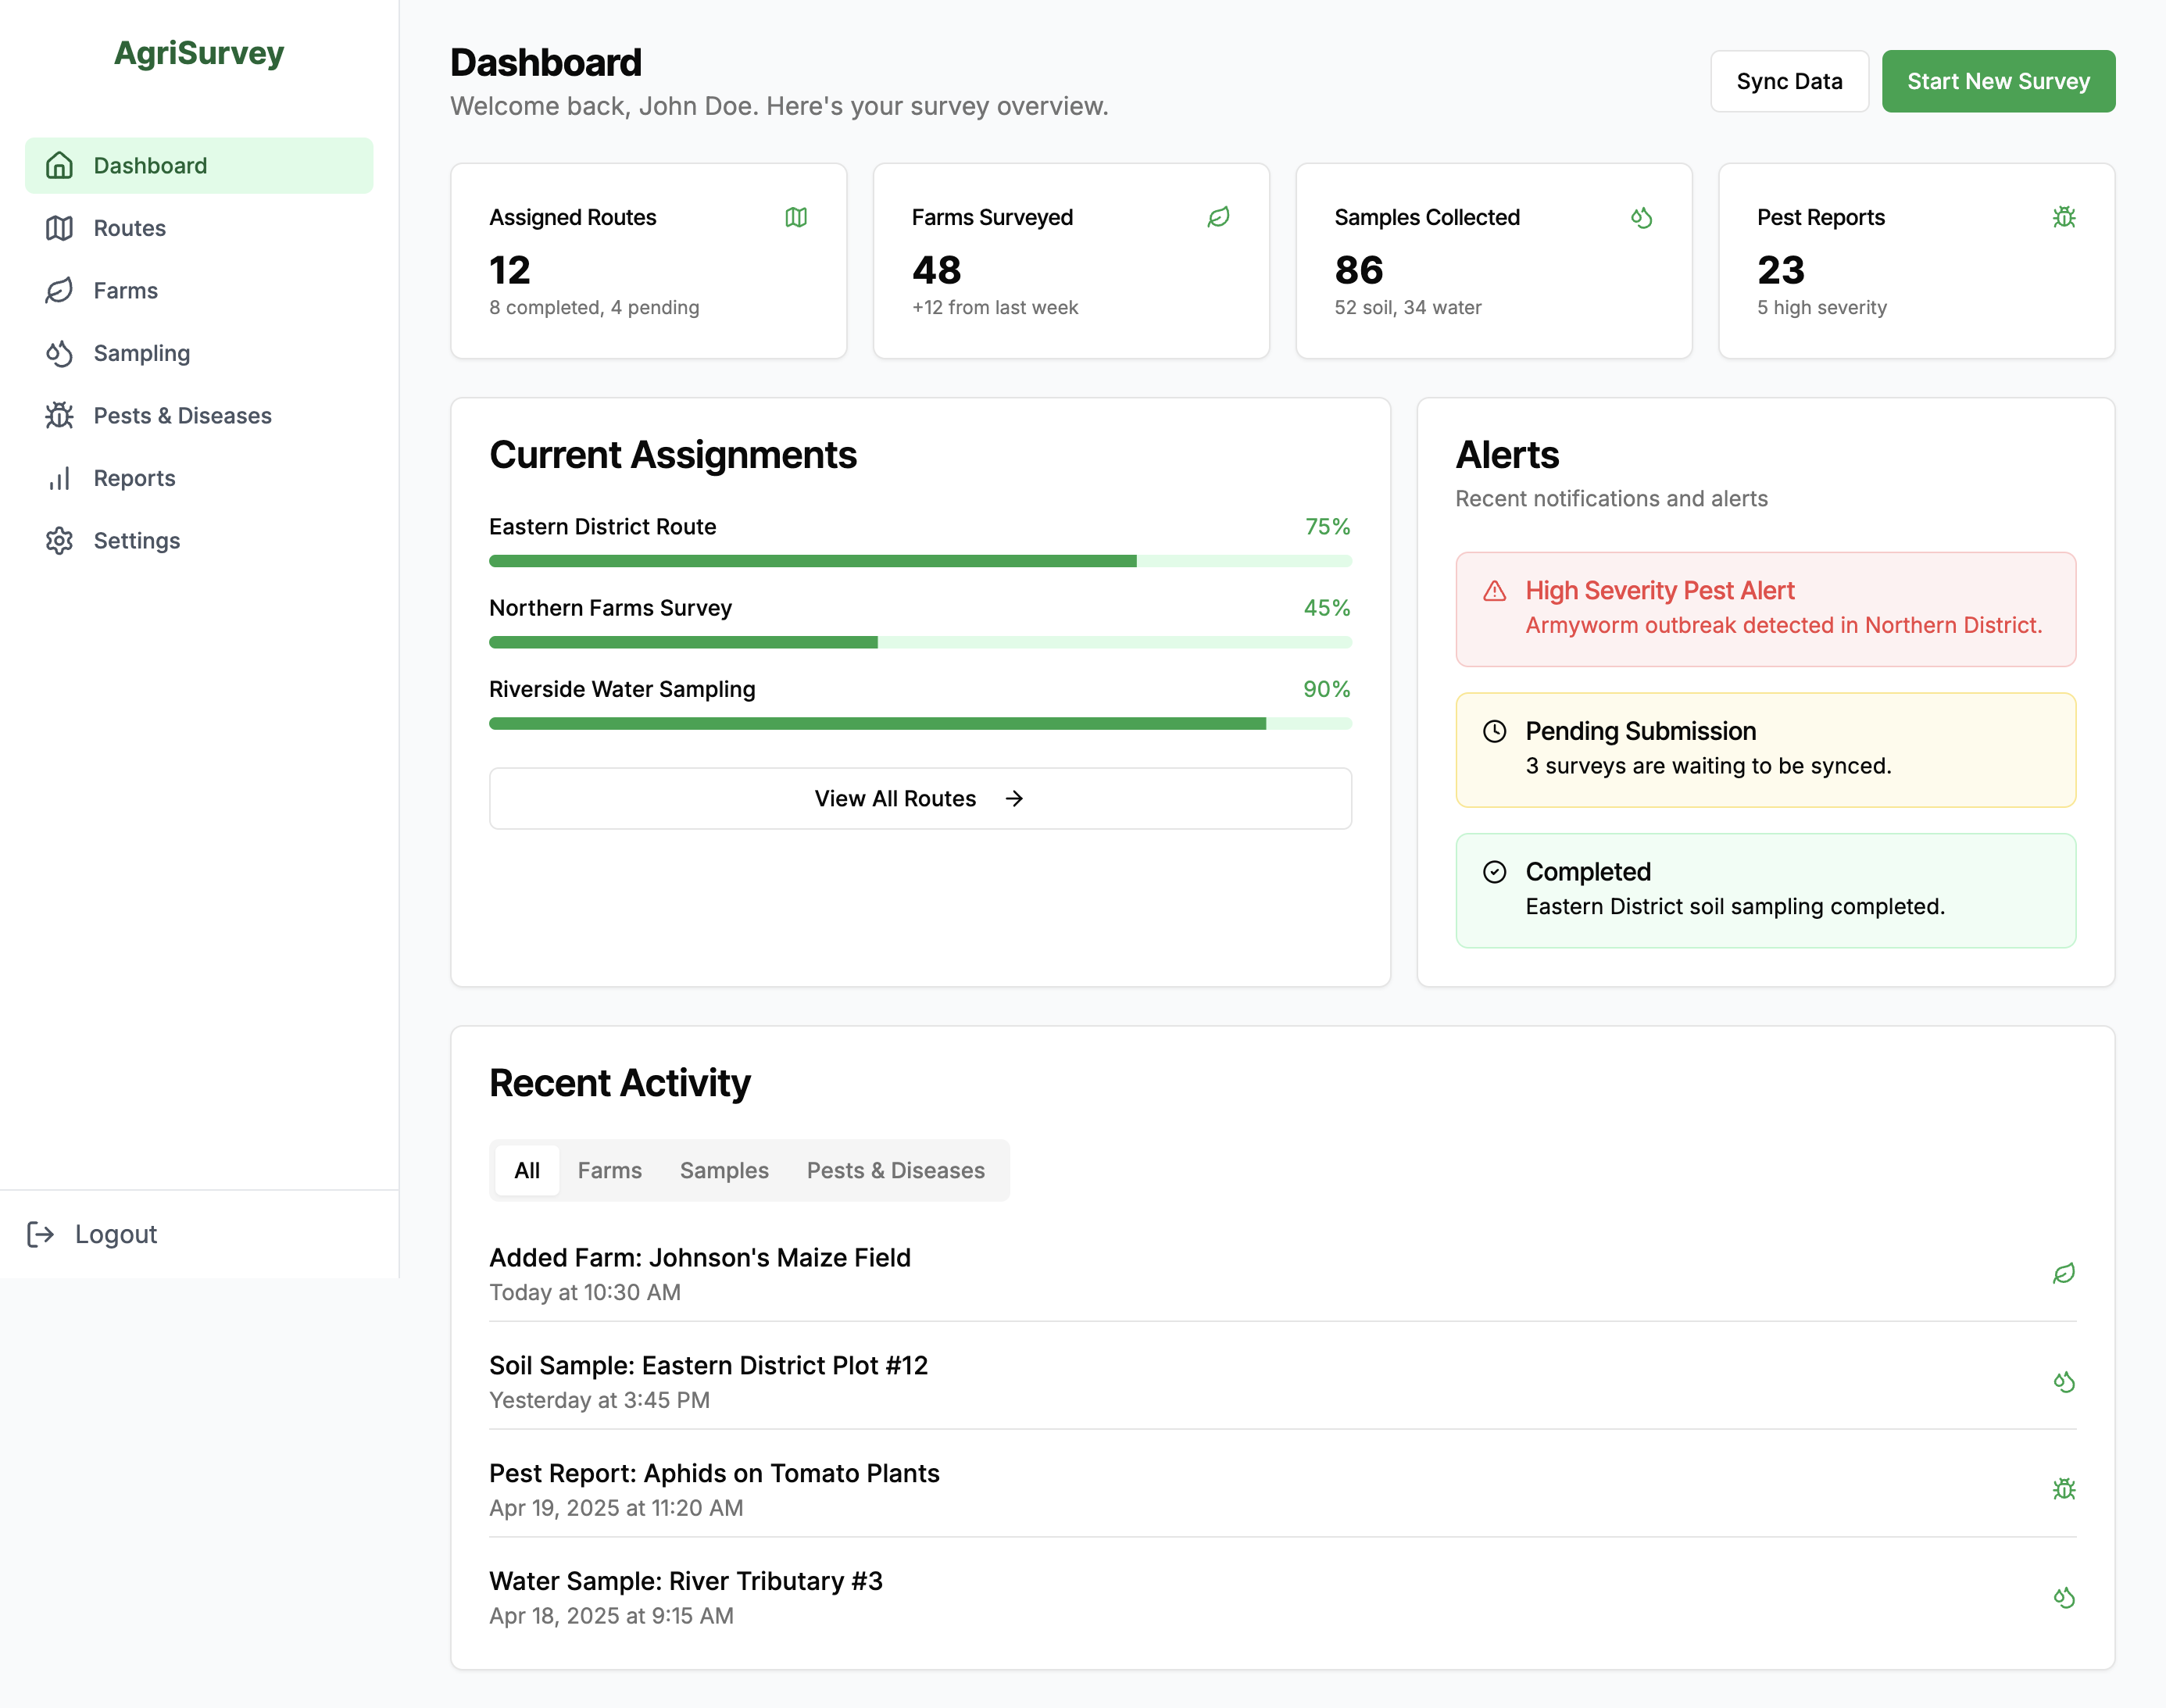 AgriSurvey
Dashboard
Routes
Farms
Sampling
Pests & Diseases
Reports
Settings
Logout
Dashboard
Welcome back, John Doe. Here's your survey overview.
Sync Data
Start New Survey
Assigned Routes
12
8 completed, 4 pending
Farms Surveyed
48
+12 from last week
Samples Collected
86
52 soil, 34 water
Pest Reports
23
5 high severity
Current Assignments
Eastern District Route
75%
Northern Farms Survey
45%
Riverside Water Sampling
90%
View All Routes
Alerts
Recent notifications and alerts
High Severity Pest Alert
Armyworm outbreak detected in Northern District.
Pending Submission
3 surveys are waiting to be synced.
Completed
Eastern District soil sampling completed.
Recent Activity
All
Farms
Samples
Pests & Diseases
Added Farm: Johnson's Maize Field
Today at 10:30 AM
Soil Sample: Eastern District Plot #12
Yesterday at 3:45 PM
Pest Report: Aphids on Tomato Plants
Apr 19, 2025 at 11:20 AM
Water Sample: River Tributary #3
Apr 18, 2025 at 9:15 AM